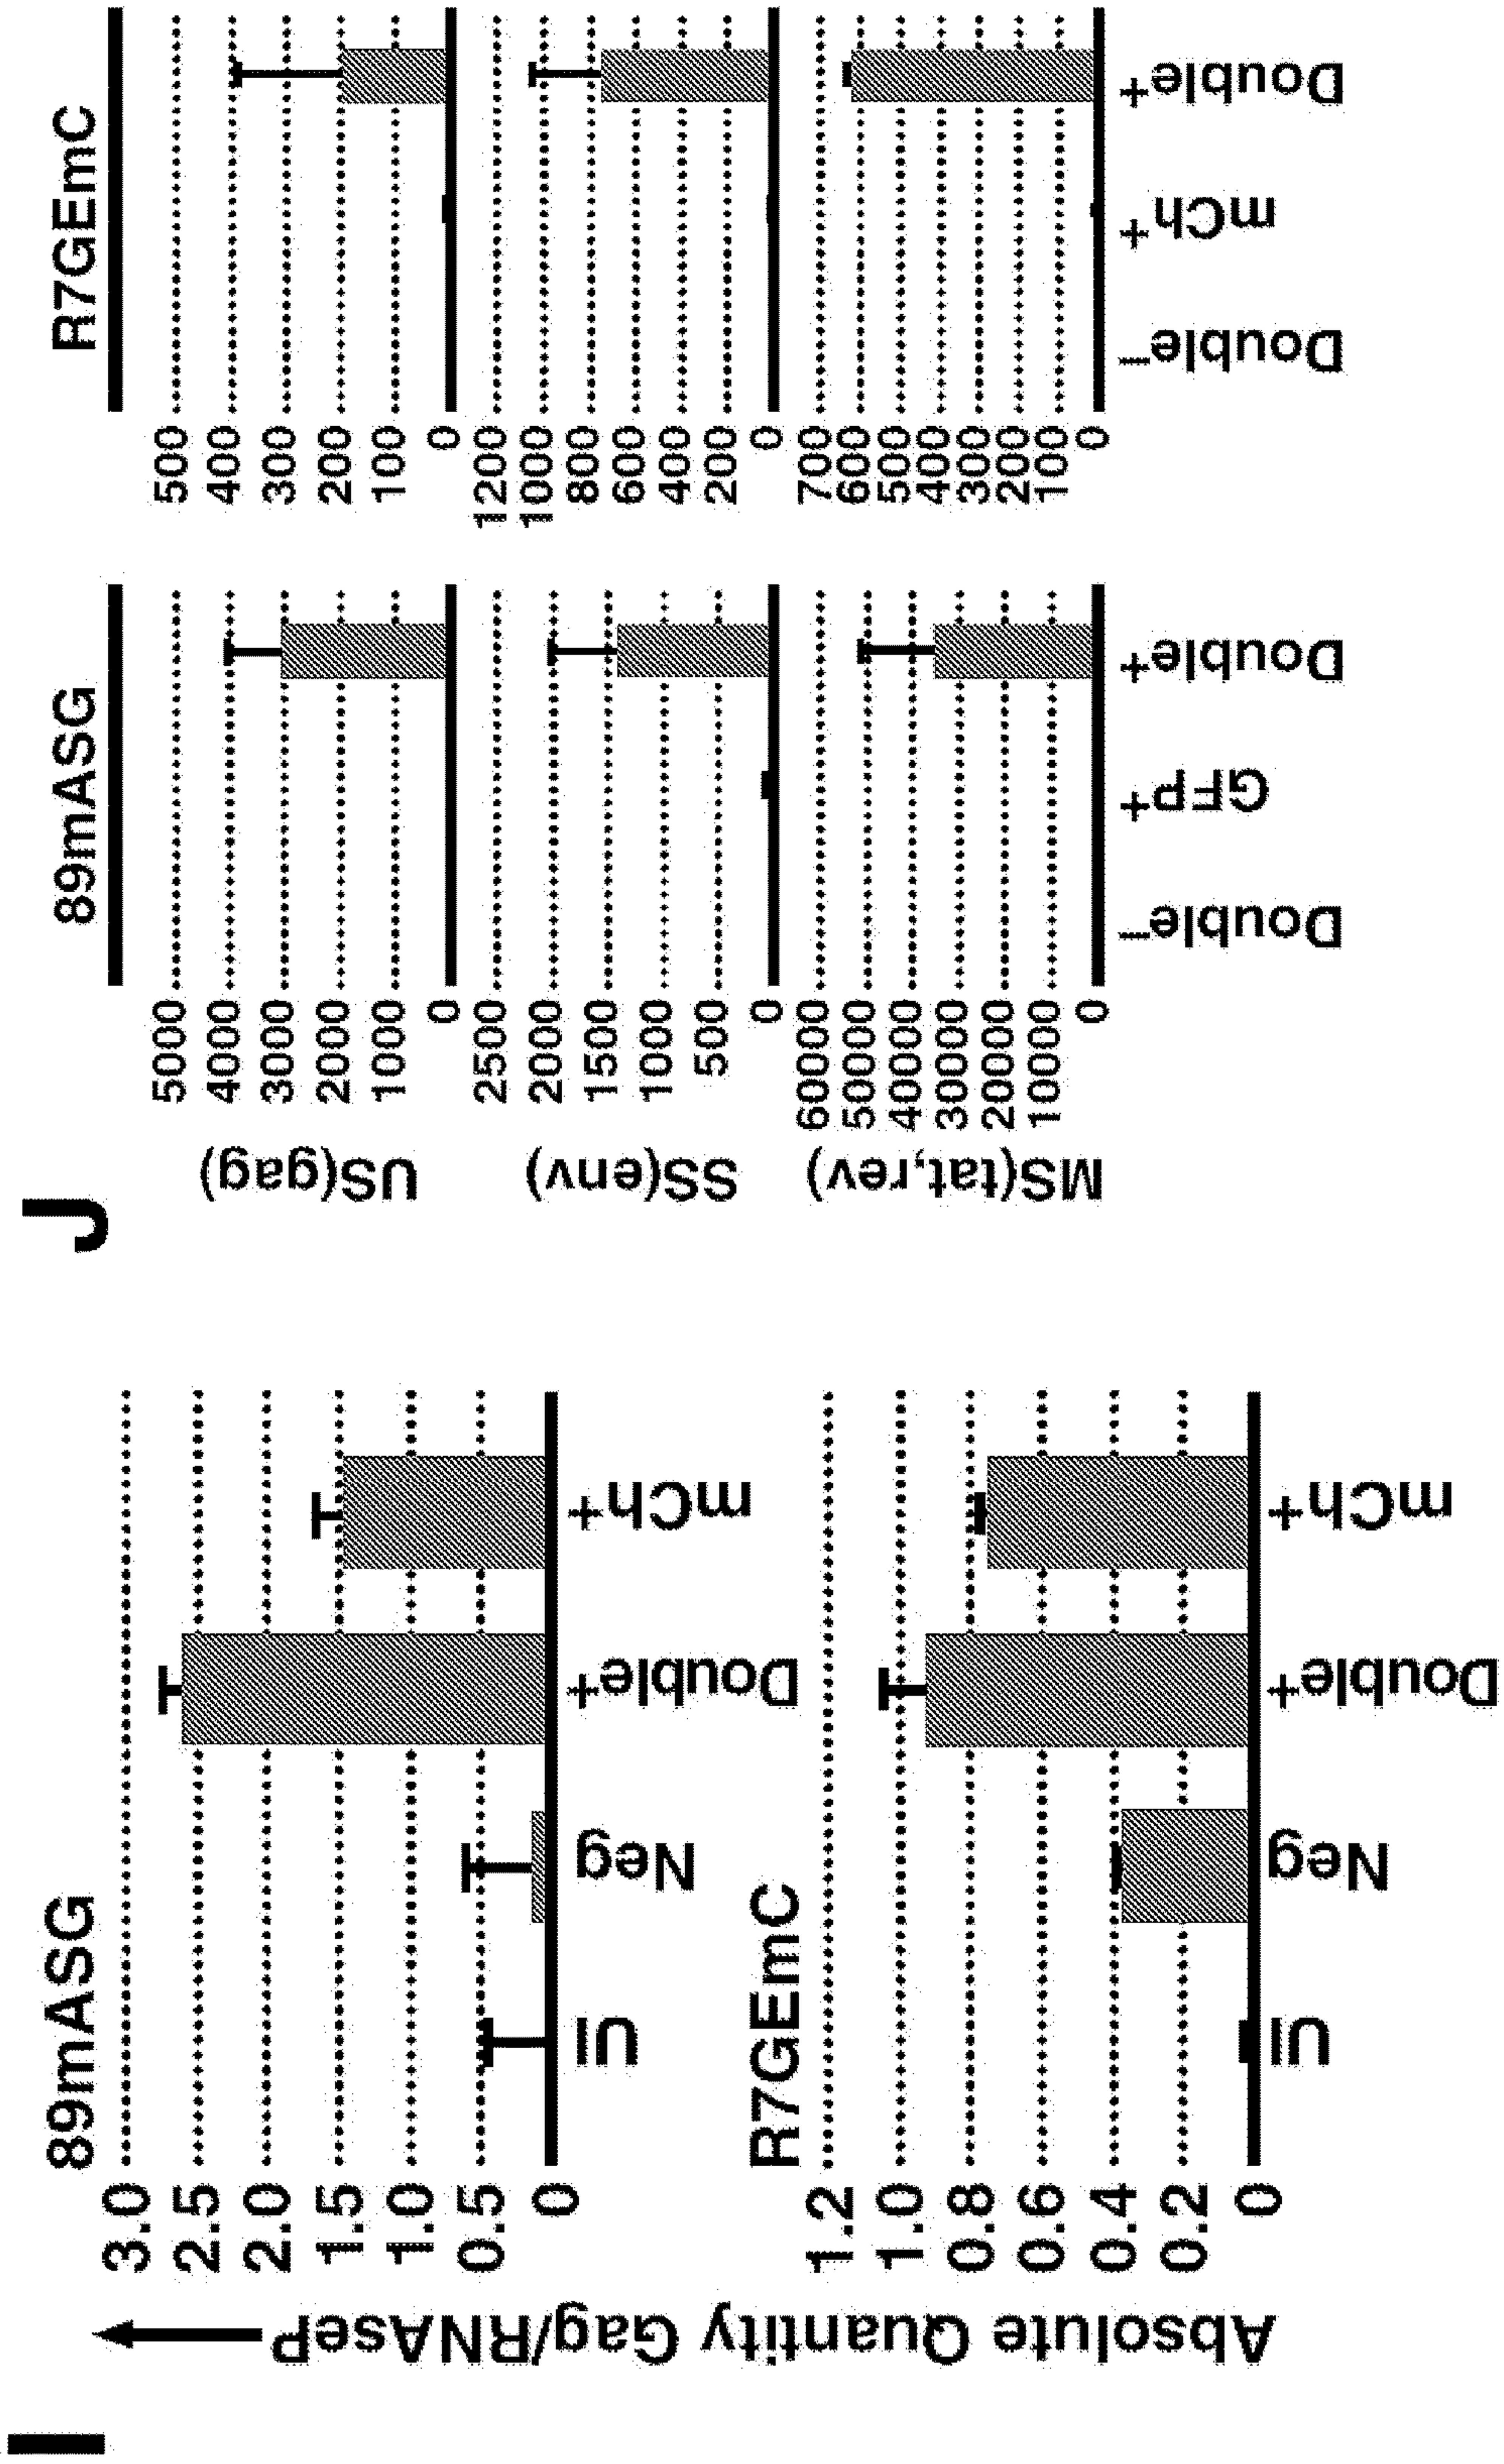 I
Absolute Quantity Gag/RNAseP
89mASG
3.0
2.5
2.0
1.5
1.0
0.5
0
UI
Neg
Double+
mCh+
R7GEmC
1.2
1.0
0.8
0.6
0.4
0.2
0
UI
Neg
Double+
mCh+
J
89mASG
R7GEmC
US(gag)
5000
4000
3000
2000
1000
0
500
400
300
200
100
0
SS(env)
2500
2000
1500
1000
500
0
1200
1000
800
600
400
200
0
MS(tat,rev)
60000
50000
40000
30000
20000
10000
0
700
600
500
400
300
200
100
0
Double–
GFP+
Double+
Double–
mCh+
Double+